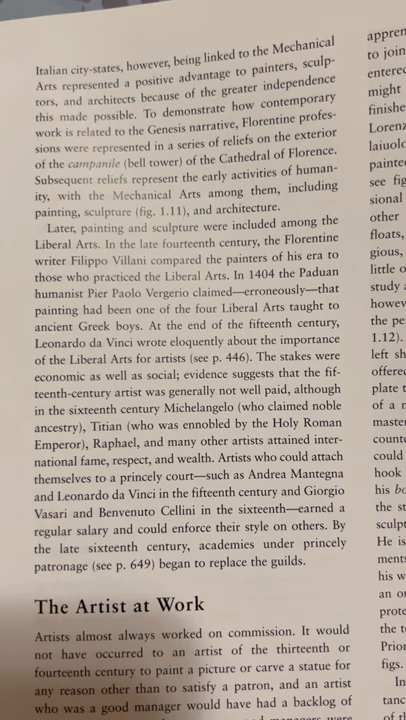 Italian city-states, however, being linked to the Mechanical
Arts represented a positive advantage to painters, sculp-
tors, and architects because of the greater independence
this made possible. To demonstrate how contemporary
work is related to the Genesis narrative, Florentine profes-
sions were represented in a series of reliefs on the exterior
of the campanile (bell tower) of the Cathedral of Florence.
Subsequent reliefs represent the early activities of human-
ity, with the Mechanical Arts among them, including
painting, sculpture (fig. 1.11), and architecture.
Later, painting and sculpture were included among the
Liberal Arts. In the late fourteenth century, the Florentine
writer Filippo Villani compared the painters of his era to
those who practiced the Liberal Arts. In 1404 the Paduan
humanist Pier Paolo Vergerio claimed—erroneously—that
painting had been one of the four Liberal Arts taught to
ancient Greek boys. At the end of the fifteenth century,
Leonardo da Vinci wrote eloquently about the importance
of the Liberal Arts for artists (see p. 446). The stakes were
economic as well as social; evidence suggests that the fif-
teenth-century artist was generally not well paid, although
in the sixteenth century Michelangelo (who claimed noble
ancestry), Titian (who was ennobled by the Holy Roman
Emperor), Raphael, and many other artists attained inter-
national fame, respect, and wealth. Artists who could attach
themselves to a princely court—such as Andrea Mantegna
and Leonardo da Vinci in the fifteenth century and Giorgio
Vasari and Benvenuto Cellini in the sixteenth—earned a
regular salary and could enforce their style on others. By
the late sixteenth century, academies under princely
patronage (see p. 649) began to replace the guilds.
The Artist at Work
Artists almost always worked on commission. It would
not have occurred to an artist of the thirteenth or
fourteenth century to paint a picture or carve a statue for
any reason other than to satisfy a patron, and an artist
who was a good manager would have had a backlog of
managers were
appren
to join
entered
might
finishe
Lorenz
laiuolo
painted
see fig
sional
other
floats,
gious,
little o
study a
howev
the pe
1.12).
left sh
offered
plate t
of a n
master
counte
could
hook
his bo
the st
sculpt
He is
ments
his w
an or
prote
the t
Prior
figs.
In
tanc